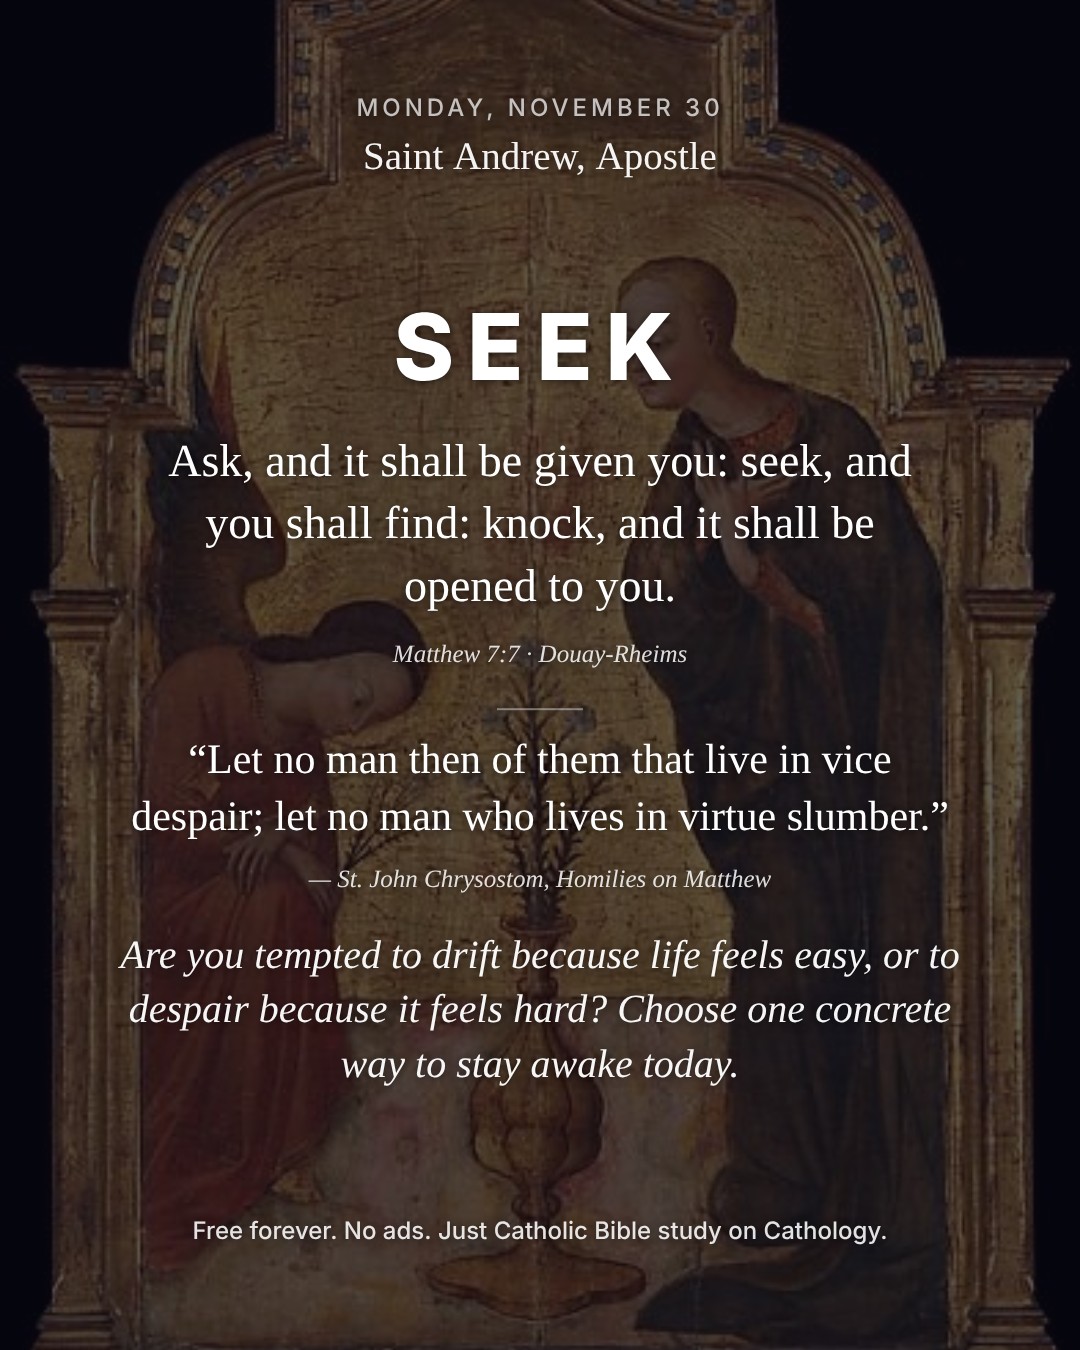 MONDAY, NOVEMBER 30
Saint Andrew, Apostle
SEEK
Ask, and it shall be given you: seek, and
you shall find: knock, and it shall be
opened to you.
Matthew 7:7 · Douay-Rheims
“Let no man then of them that live in vice
despair; let no man who lives in virtue slumber.”
— St. John Chrysostom, Homilies on Matthew
Are you tempted to drift because life feels easy, or to
despair because it feels hard? Choose one concrete
way to stay awake today.
Free forever. No ads. Just Catholic Bible study on Cathology.